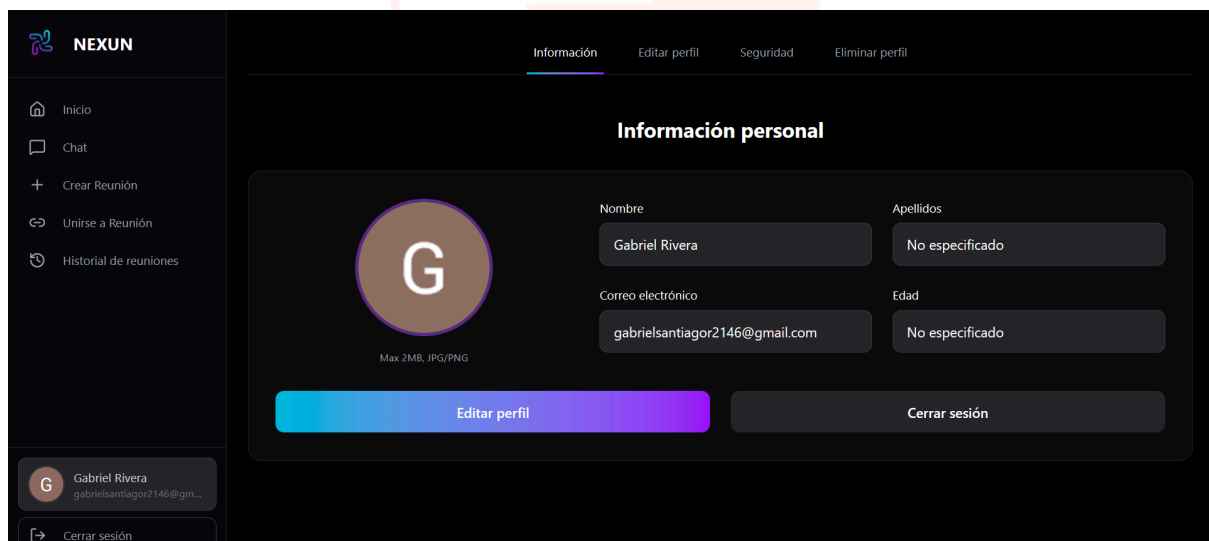 NEXUN
Inicio
Chat
Crear Reunión
Unirse a Reunión
Historial de reuniones
G
Gabriel Rivera
gabrielsantiagor2146@gm...
Cerrar sesión
Información Editar perfil Seguridad Eliminar perfil
Información personal
G
Max 2MB, JPG/PNG
Nombre
Gabriel Rivera
Apellidos
No especificado
Correo electrónico
gabrielsantiagor2146@gmail.com
Edad
No especificado
Editar perfil
Cerrar sesión